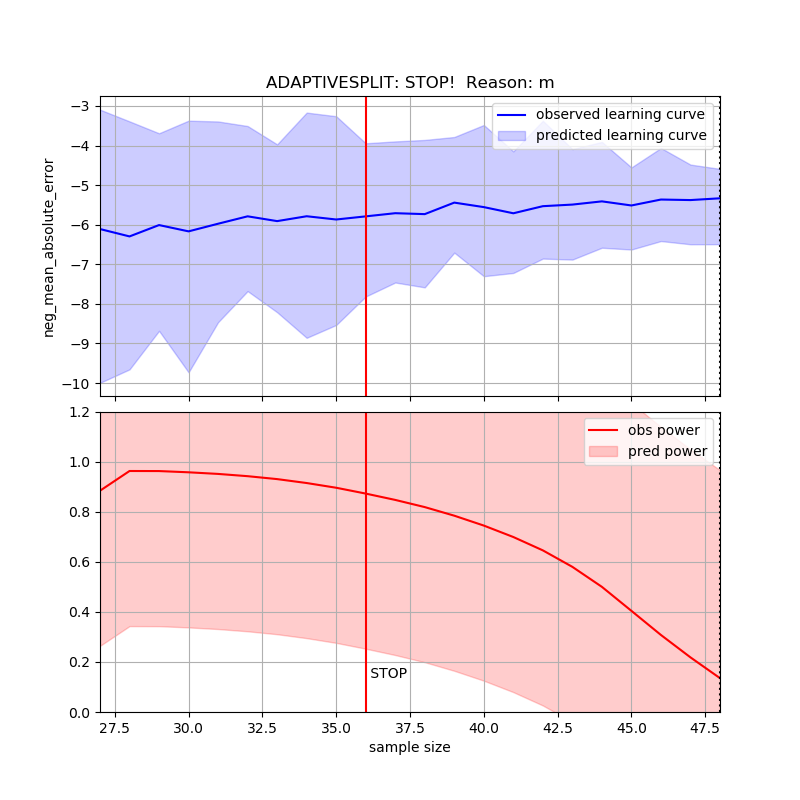 ADAPTIVESPLIT: STOP!  Reason: m
−3
−4
−5
−6
−7
−8
−9
−10
neg_mean_absolute_error
observed learning curve
predicted learning curve
1.2
1.0
0.8
0.6
0.4
0.2
0.0
obs power
pred power
STOP
27.5 30.0 32.5 35.0 37.5 40.0 42.5 45.0 47.5
sample size